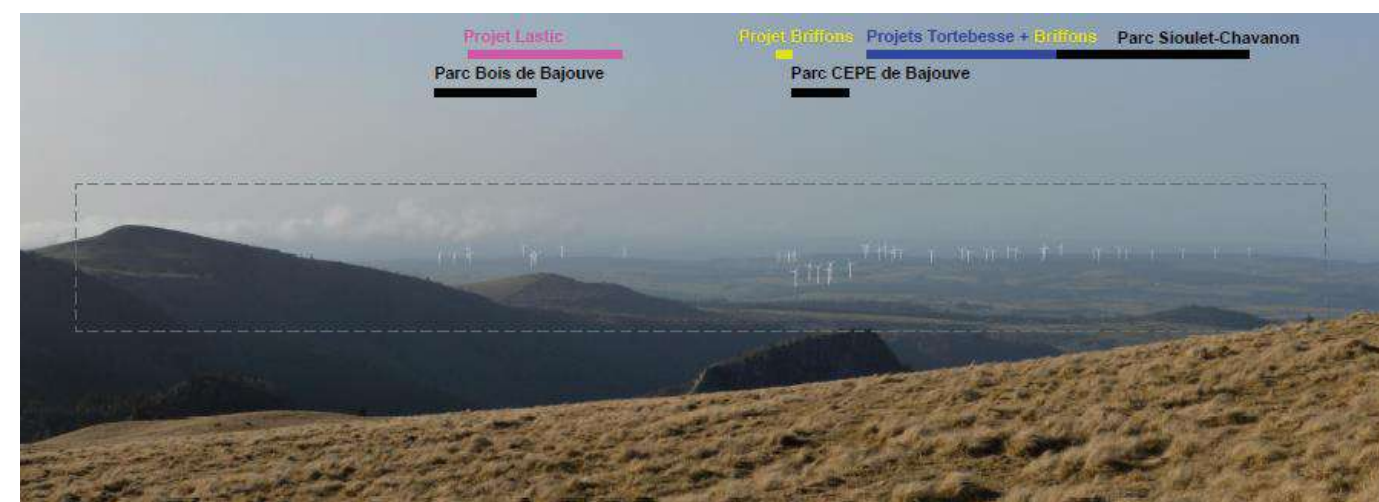 Projet Lastic
Projet Briffons
Projets Tortebesse + Briffons
Parc Sioulet-Chavanon
Parc Bois de Bajouve
Parc CEPE de Bajouve